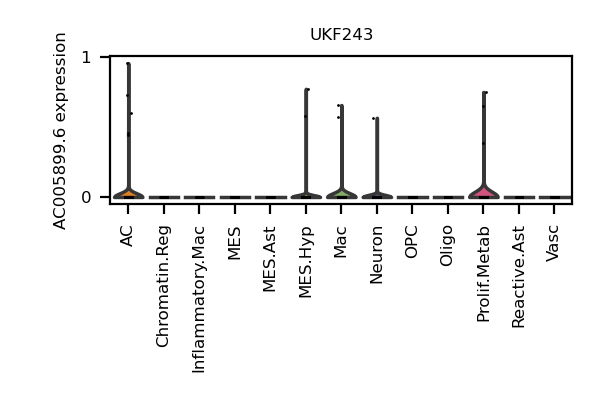 UKF243
AC005899.6 expression
1
0
AC
Chromatin.Reg
Inflammatory.Mac
MES
MES.Ast
MES.Hyp
Mac
Neuron
OPC
Oligo
Prolif.Metab
Reactive.Ast
Vasc